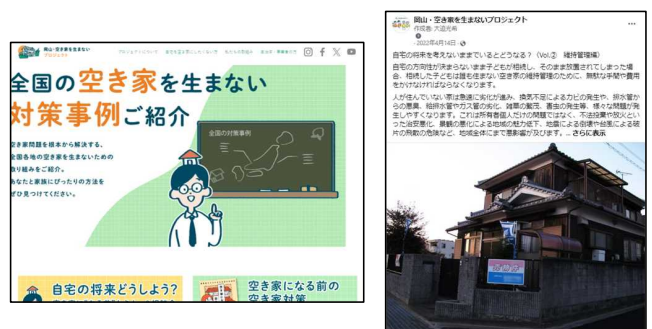 岡山・空き家を生まない
プロジェクト
全国の空き家を生まない
対策事例ご紹介
空き家問題を根本から解決する、
全国各地の空き家を生まないための
取り組みをご紹介。
あなたと家族にぴったりの方法を
ぜひ見つけてください。
全国の対策事例
自宅の将来どうしよう?
空き家になる前の
空き家対策
岡山・空き家を生まないプロジェクト
2022年4月14日
自宅の将来を考えないままでいるとどうなる? (Vol.② 維持管理編)
自宅の方向性が決まらないまま子どもが相続し、そのまま放置されてしまった場
合、相続した子どもは誰も住まない空き家の維持管理のために、無駄な手間や費用
をかけなければならなくなります。
人が住んでいない家は急速に劣化が進み、換気不足によるカビの発生や、排水管か
らの悪臭、給排水管やガス管の劣化、雑草の繁茂、害虫の発生等、様々な問題が発
生しやすくなります。これは所有者個人だけの問題ではなく、不法投棄や放火とい
った治安悪化、景観の悪化による地域の魅力低下、地震による倒壊や台風による破
片の飛散の危険など、地域全体にまで悪影響が及びます。... さらに表示